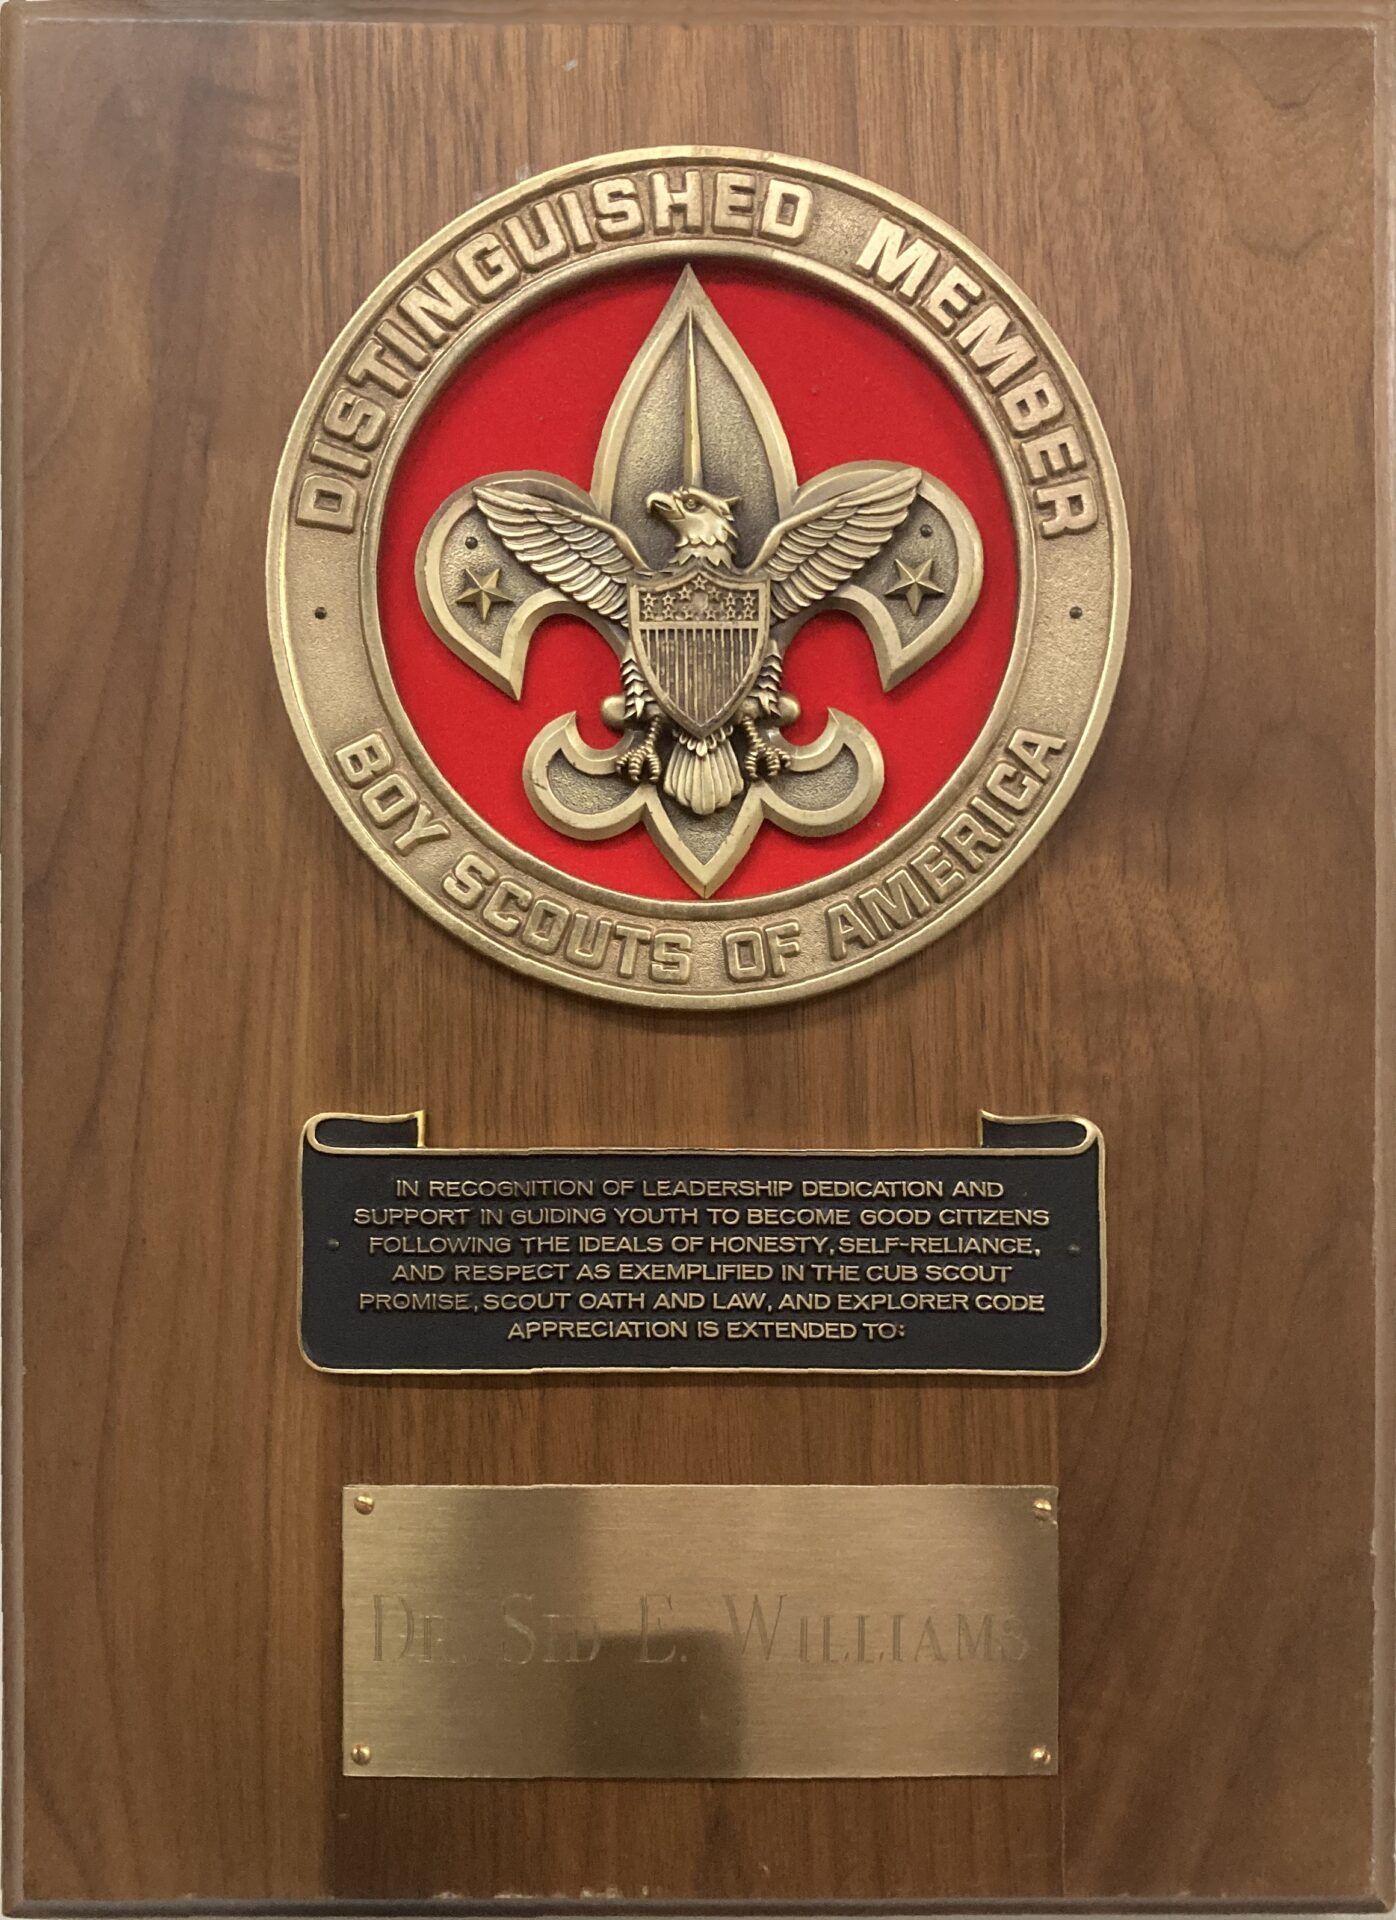 DISTINGUISHED MEMBER
BOY SCOUTS OF AMERICA
IN RECOGNITION OF LEADERSHIP DEDICATION AND
SUPPORT IN GUIDING YOUTH TO BECOME GOOD CITIZENS
FOLLOWING THE IDEALS OF HONESTY, SELF-RELIANCE,
AND RESPECT AS EXEMPLIFIED IN THE CUB SCOUT
PROMISE, SCOUT OATH AND LAW, AND EXPLORER CODE
APPRECIATION IS EXTENDED TO:
DR. SID E. WILLIAMS